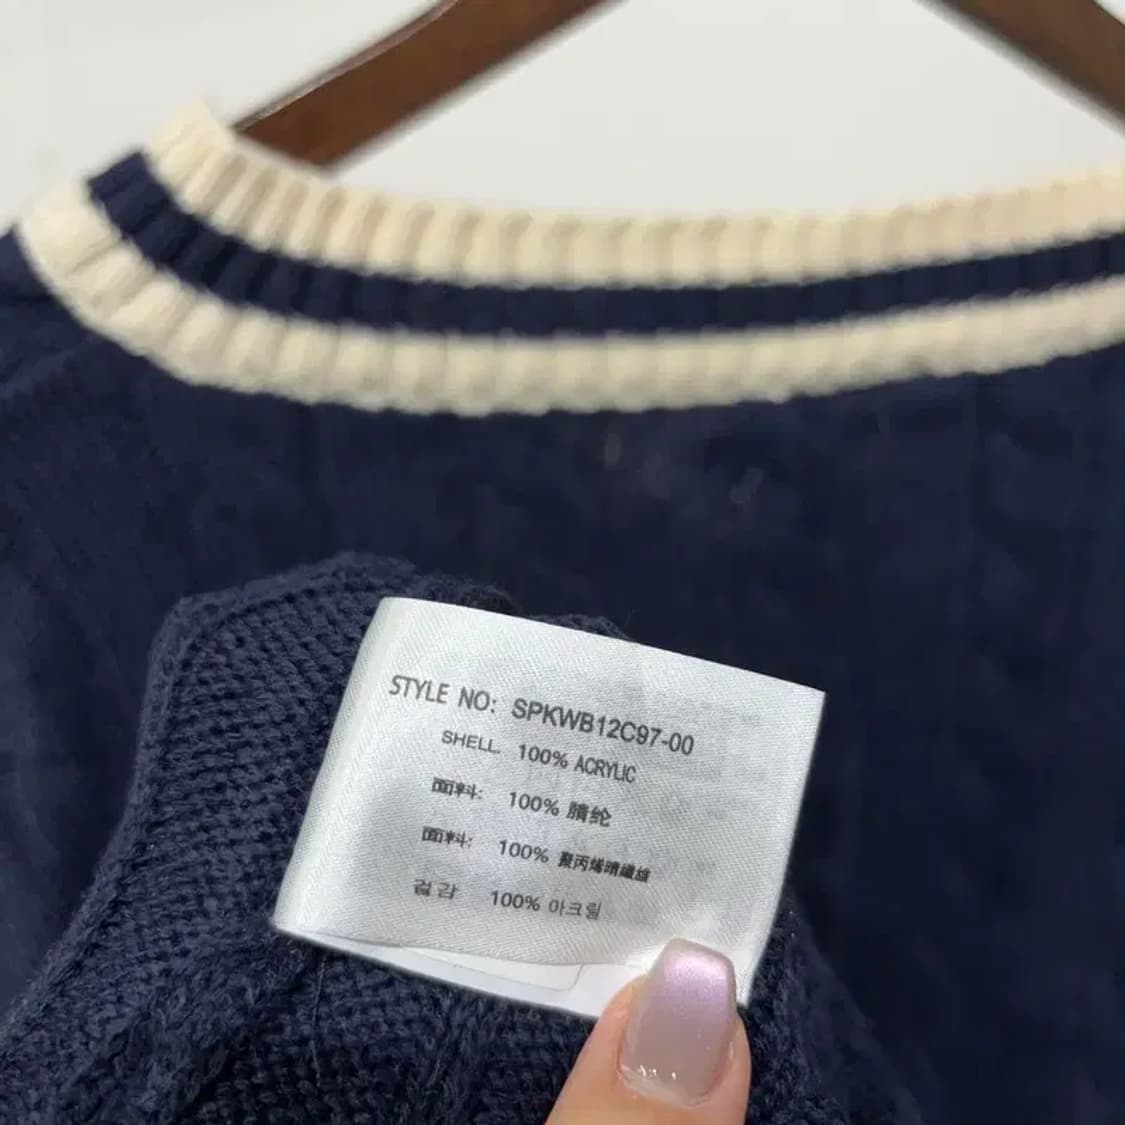 STYLE NO: SPKWB12C97-00
SHELL. 100% ACRYLIC
面料: 100% 腈纶
面料: 100% 聚丙烯晴纖維
겉감 100% 아크릴